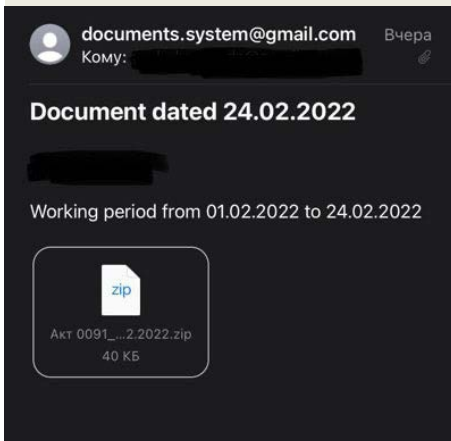 documents.system@gmail.com
Вчера
Кому:
Document dated 24.02.2022
Working period from 01.02.2022 to 24.02.2022
zip
Акт 0091_...2.2022.zip
40 КБ